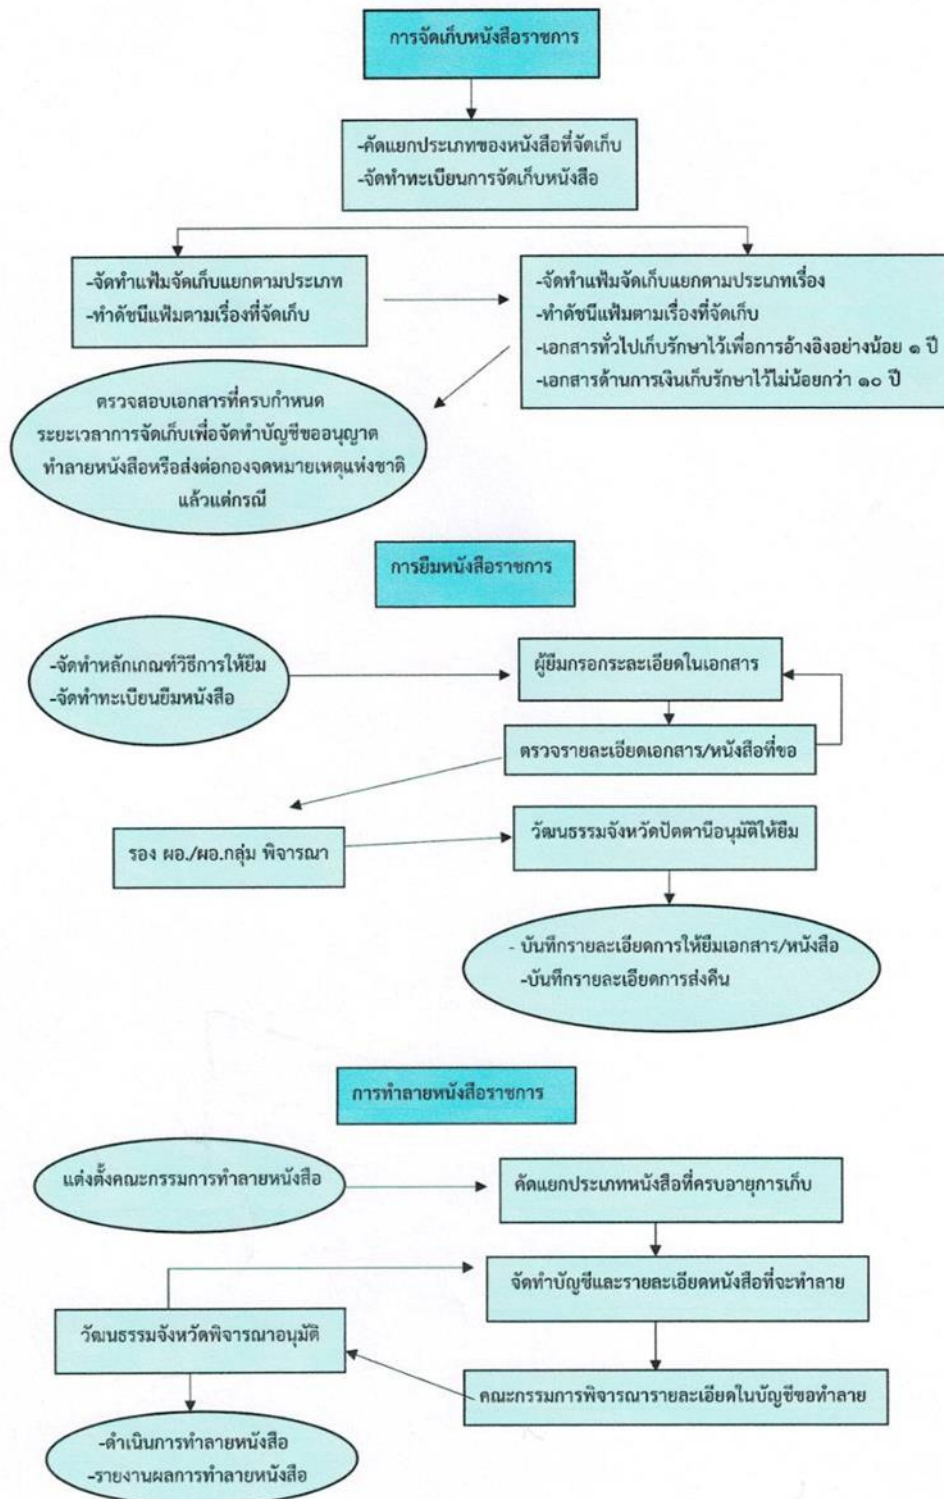 การจัดเก็บหนังสือราชการ
-คัดแยกประเภทของหนังสือที่จัดเก็บ
-จัดทำทะเบียนการจัดเก็บหนังสือ
-จัดทำแฟ้มจัดเก็บแยกตามประเภท
-ทำดัชนีแฟ้มตามเรื่องที่จัดเก็บ
-จัดทำแฟ้มจัดเก็บแยกตามประเภทเรื่อง
-ทำดัชนีแฟ้มตามเรื่องที่จัดเก็บ
-เอกสารทั่วไปเก็บรักษาไว้เพื่อการอ้างอิงอย่างน้อย ๑ ปี
-เอกสารด้านการเงินเก็บรักษาไว้ไม่น้อยกว่า ๑๐ ปี
ตรวจสอบเอกสารที่ครบกำหนด
ระยะเวลาการจัดเก็บเพื่อจัดทำบัญชีขออนุญาต
ทำลายหนังสือหรือส่งต่อกองจดหมายเหตุแห่งชาติ
แล้วแต่กรณี
การยืมหนังสือราชการ
-จัดทำหลักเกณฑ์วิธีการให้ยืม
-จัดทำทะเบียนยืมหนังสือ
ผู้ยืมกรอกระละเอียดในเอกสาร
ตรวจรายละเอียดเอกสาร/หนังสือที่ขอ
รอง ผอ./ผอ.กลุ่ม พิจารณา
วัฒนธรรมจังหวัดปัตตานีอนุมัติให้ยืม
- บันทึกรายละเอียดการให้ยืมเอกสาร/หนังสือ
-บันทึกรายละเอียดการส่งคืน
การทำลายหนังสือราชการ
แต่งตั้งคณะกรรมการทำลายหนังสือ
คัดแยกประเภทหนังสือที่ครบอายุการเก็บ
จัดทำบัญชีและรายละเอียดหนังสือที่จะทำลาย
วัฒนธรรมจังหวัดพิจารณาอนุมัติ
คณะกรรมการพิจารณารายละเอียดในบัญชีขอทำลาย
-ดำเนินการทำลายหนังสือ
-รายงานผลการทำลายหนังสือ